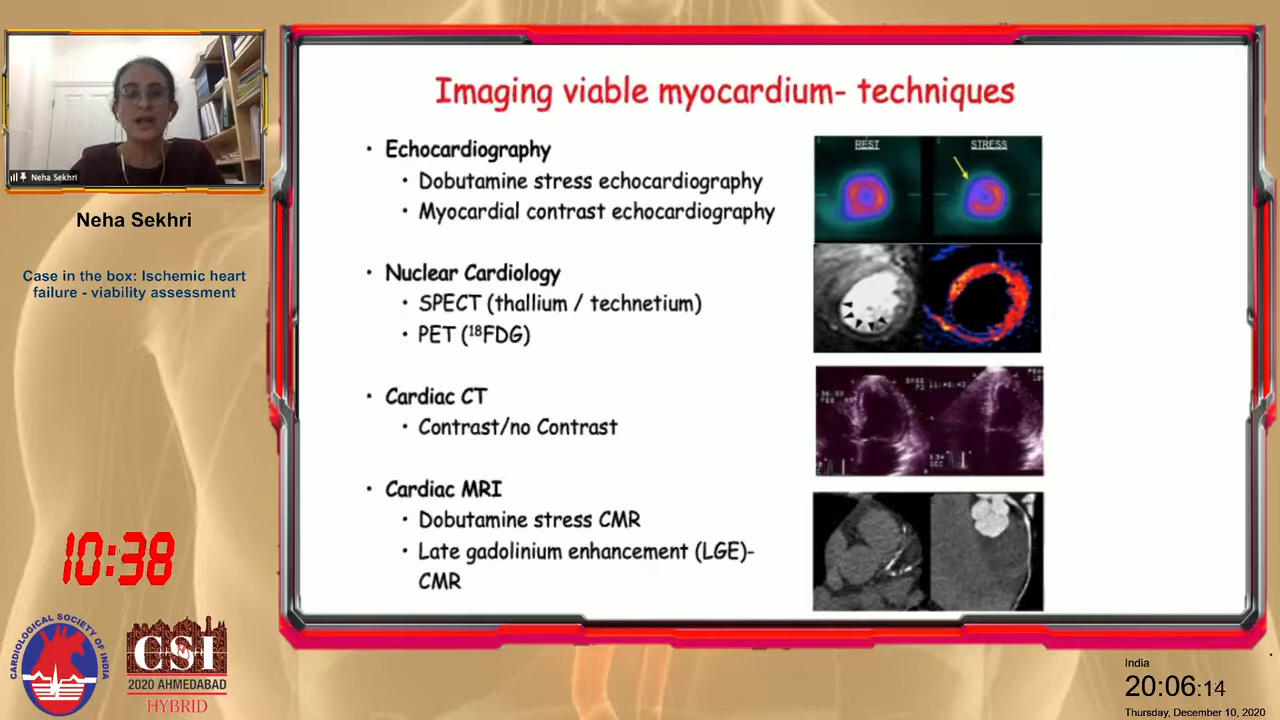 Neha Sekhri
Neha Sekhri
Case in the box: Ischemic heart
failure - viability assessment
10:38
CARDIOLOGICAL SOCIETY OF INDIA
CSI
2020 AHMEDABAD
HYBRID
Imaging viable myocardium- techniques
• Echocardiography
• Dobutamine stress echocardiography
• Myocardial contrast echocardiography
• Nuclear Cardiology
• SPECT (thallium / technetium)
• PET (¹⁸FDG)
• Cardiac CT
• Contrast/no Contrast
• Cardiac MRI
• Dobutamine stress CMR
• Late gadolinium enhancement (LGE)-
CMR
REST
STRESS
India
20:06:14
Thursday, December 10, 2020